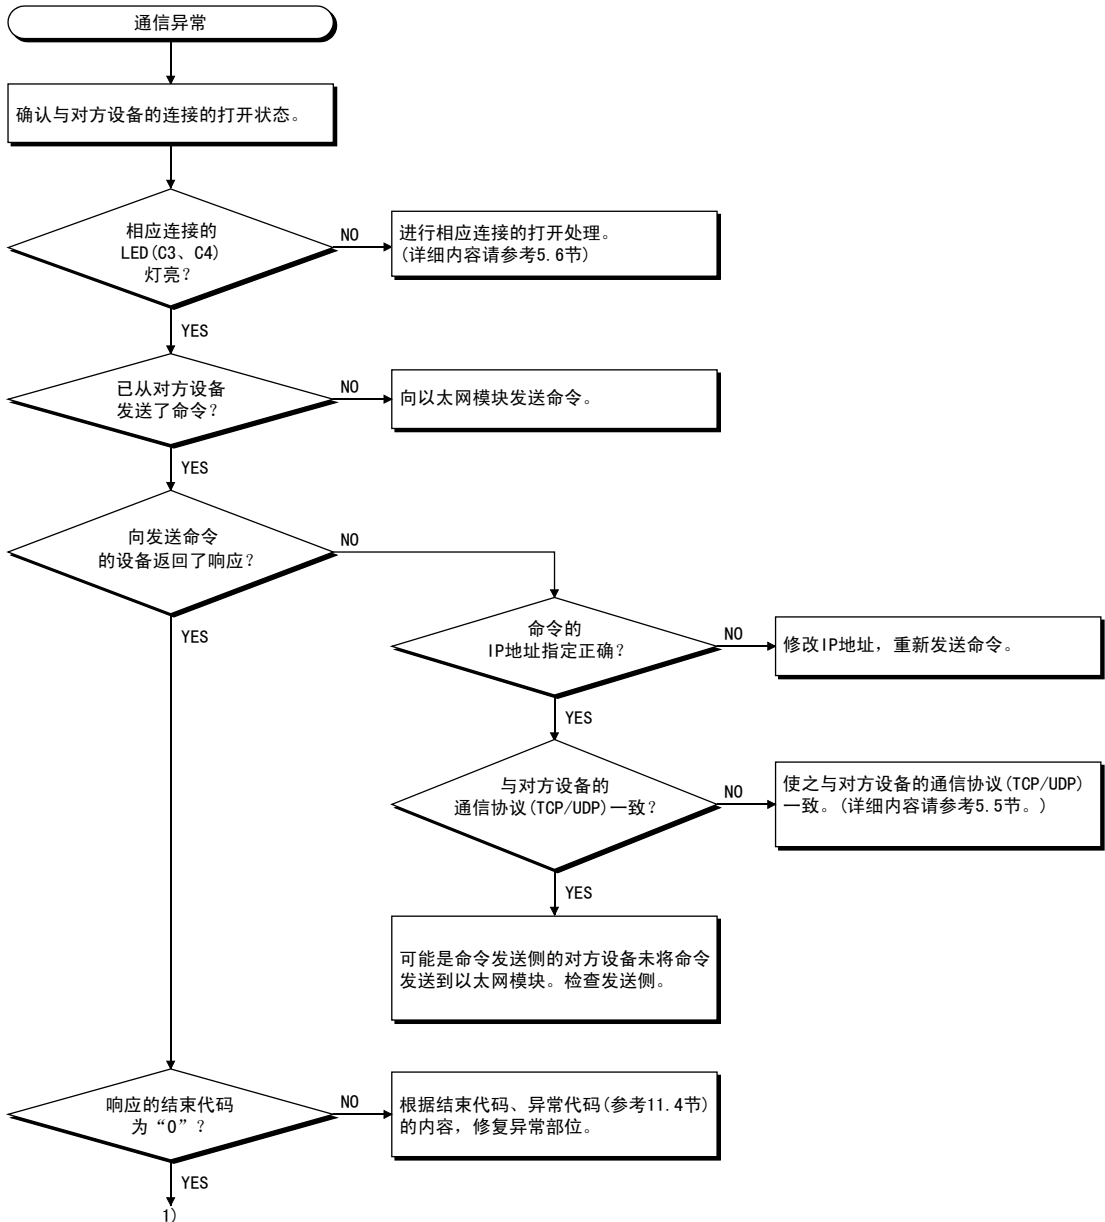 通信异常
确认与对方设备的连接的打开状态。
相应连接的
LED(C3、C4)
灯亮？
NO
进行相应连接的打开处理。
(详细内容请参考5.6节)
YES
已从对方设备
发送了命令？
NO
向以太网模块发送命令。
YES
向发送命令
的设备返回了响应？
NO
YES
命令的
IP地址指定正确？
NO
修改IP地址，重新发送命令。
YES
与对方设备的
通信协议(TCP/UDP)一致？
NO
使之与对方设备的通信协议(TCP/UDP)
一致。(详细内容请参考5.5节。)
YES
可能是命令发送侧的对方设备未将命令
发送到以太网模块。检查发送侧。
响应的结束代码
为“0”？
NO
根据结束代码、异常代码(参考11.4节)
的内容，修复异常部位。
YES
1)